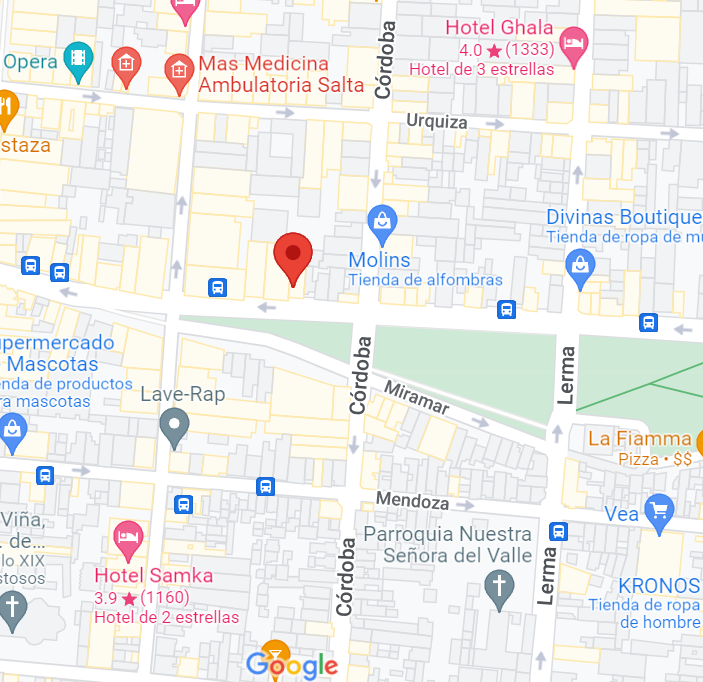 Hotel Ghala
4.0 ★ (1333)
Hotel de 3 estrellas
Córdoba
Opera
Mas Medicina
Ambulatoria Salta
Urquiza
staza
Divinas Boutique
Tienda de ropa de mu
Molins
Tienda de alfombras
upermercado
Mascotas
enda de productos
ra mascotas
Córdoba
Lerma
Lave-Rap
Miramar
La Fiamma
Pizza • $$
Mendoza
Vea
Viña,
. de...
lo XIX
stosos
Parroquia Nuestra
Señora del Valle
Hotel Samka
3.9 ★ (1160)
Hotel de 2 estrellas
Córdoba
Lerma
KRONOS
Tienda de ropa
de hombre
Google